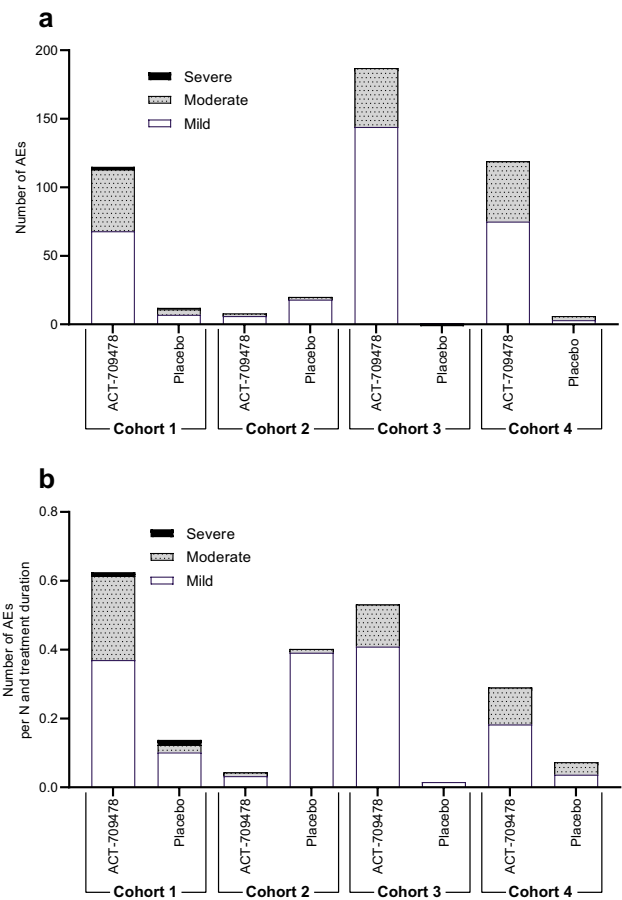 a
200
150
100
50
0
Number of AEs
Severe
Moderate
Mild
ACT-709478
Placebo
ACT-709478
Placebo
ACT-709478
Placebo
ACT-709478
Placebo
Cohort 1
Cohort 2
Cohort 3
Cohort 4
b
0.8
0.6
0.4
0.2
0.0
Number of AEs
per N and treatment duration
Severe
Moderate
Mild
ACT-709478
Placebo
ACT-709478
Placebo
ACT-709478
Placebo
ACT-709478
Placebo
Cohort 1
Cohort 2
Cohort 3
Cohort 4